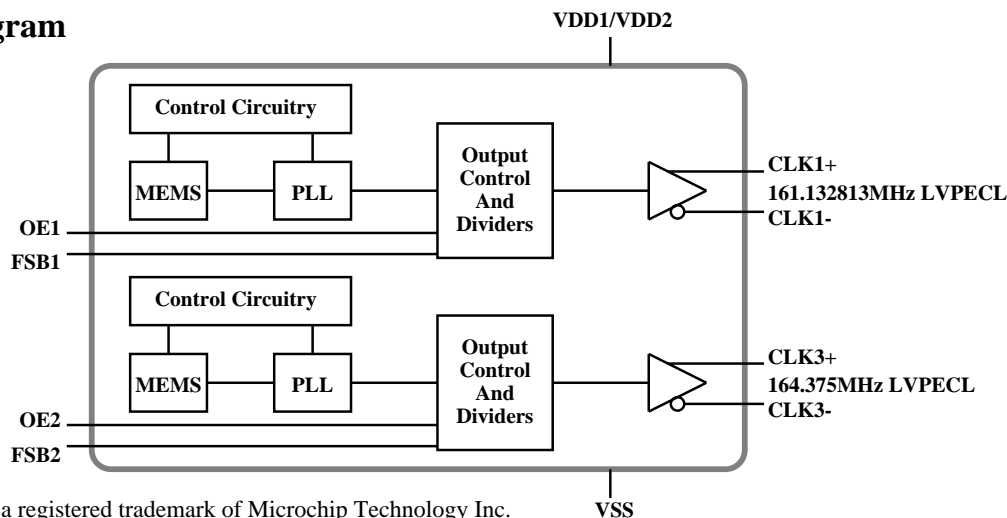 gram
VDD1/VDD2
Control Circuitry
MEMS
PLL
Output
Control
And
Dividers
CLK1+
161.132813MHz LVPECL
CLK1-
OE1
FSB1
Control Circuitry
MEMS
PLL
Output
Control
And
Dividers
CLK3+
164.375MHz LVPECL
CLK3-
OE2
FSB2
a registered trademark of Microchip Technology Inc.
VSS